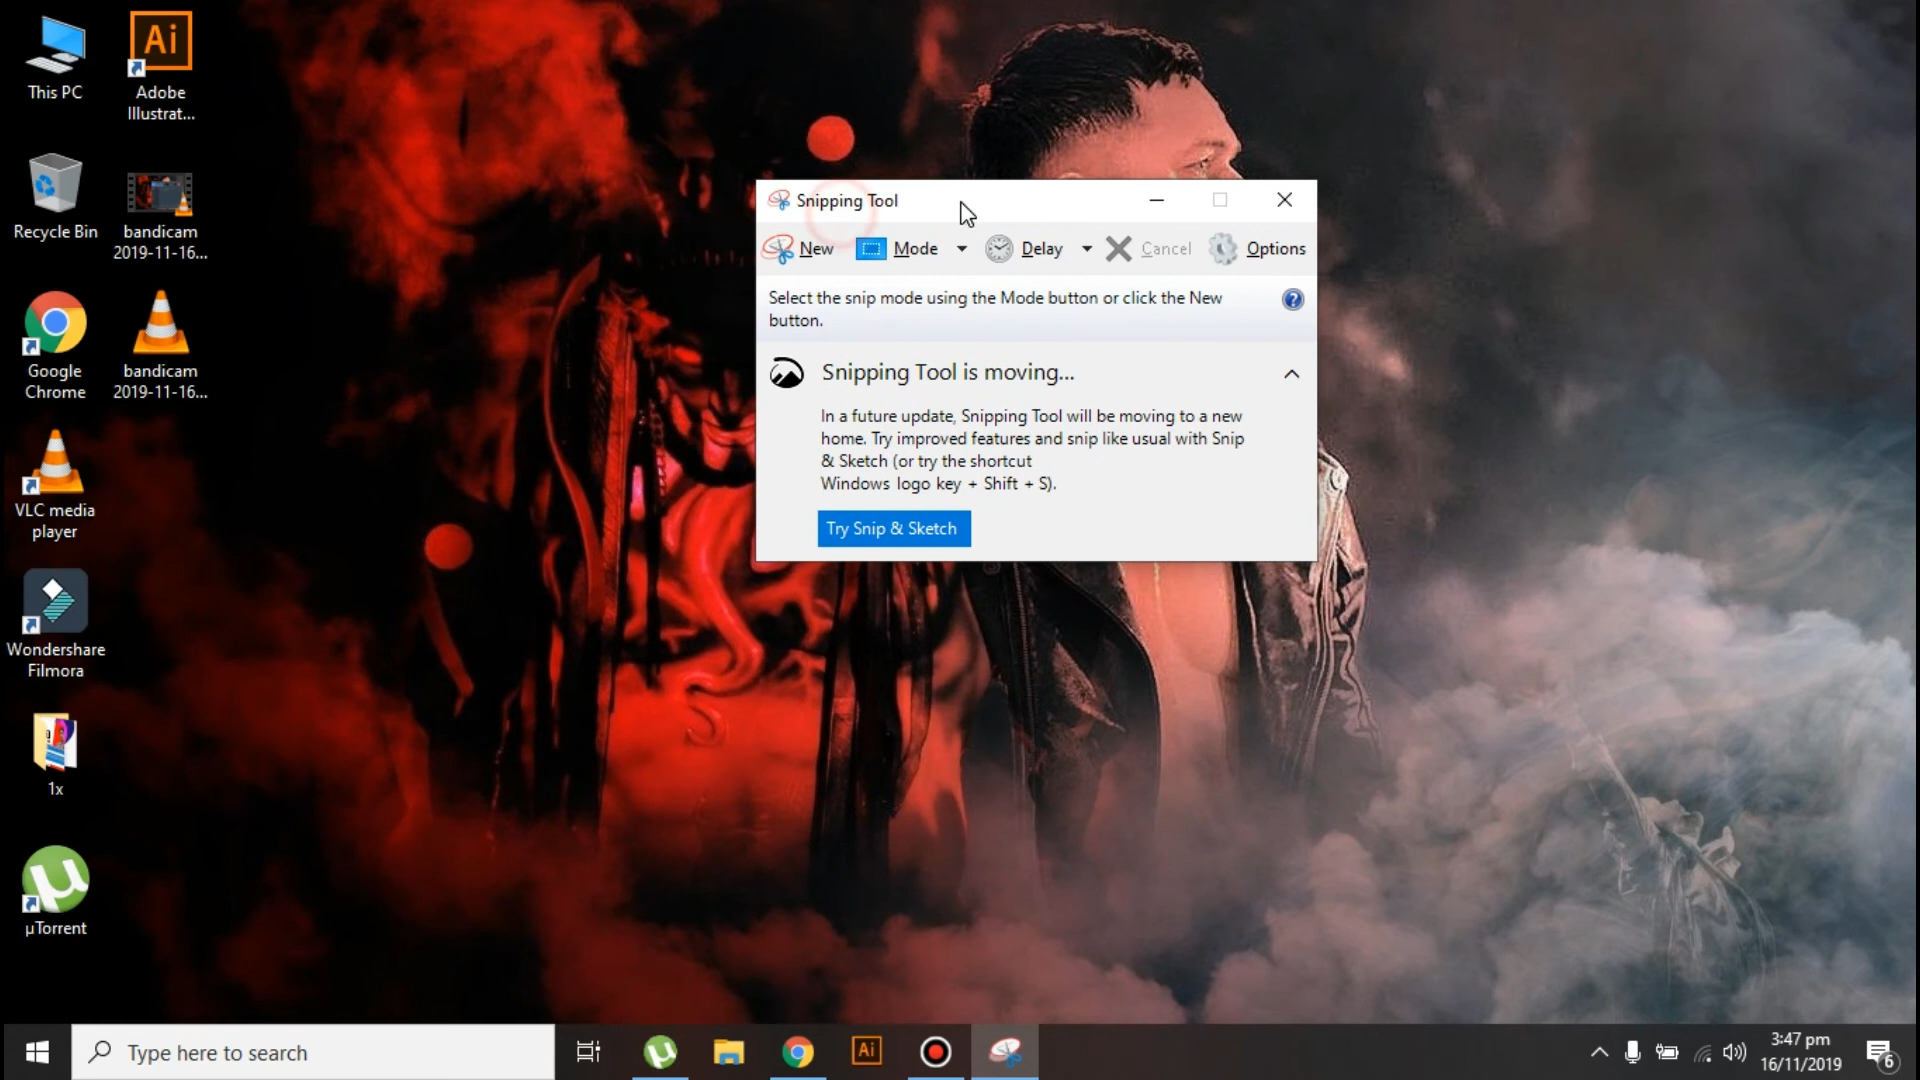 This PC
Ai
Adobe
Illustrat...
Recycle Bin
bandicam
2019-11-16...
Google
Chrome
bandicam
2019-11-16...
VLC media
player
Wondershare
Filmora
1x
µTorrent
Snipping Tool
New
Mode
Delay
Cancel
Options
Select the snip mode using the Mode button or click the New
button.
Snipping Tool is moving...
In a future update, Snipping Tool will be moving to a new
home. Try improved features and snip like usual with Snip
& Sketch (or try the shortcut
Windows logo key + Shift + S).
Try Snip & Sketch
Type here to search
Ai
3:47 pm
16/11/2019
6